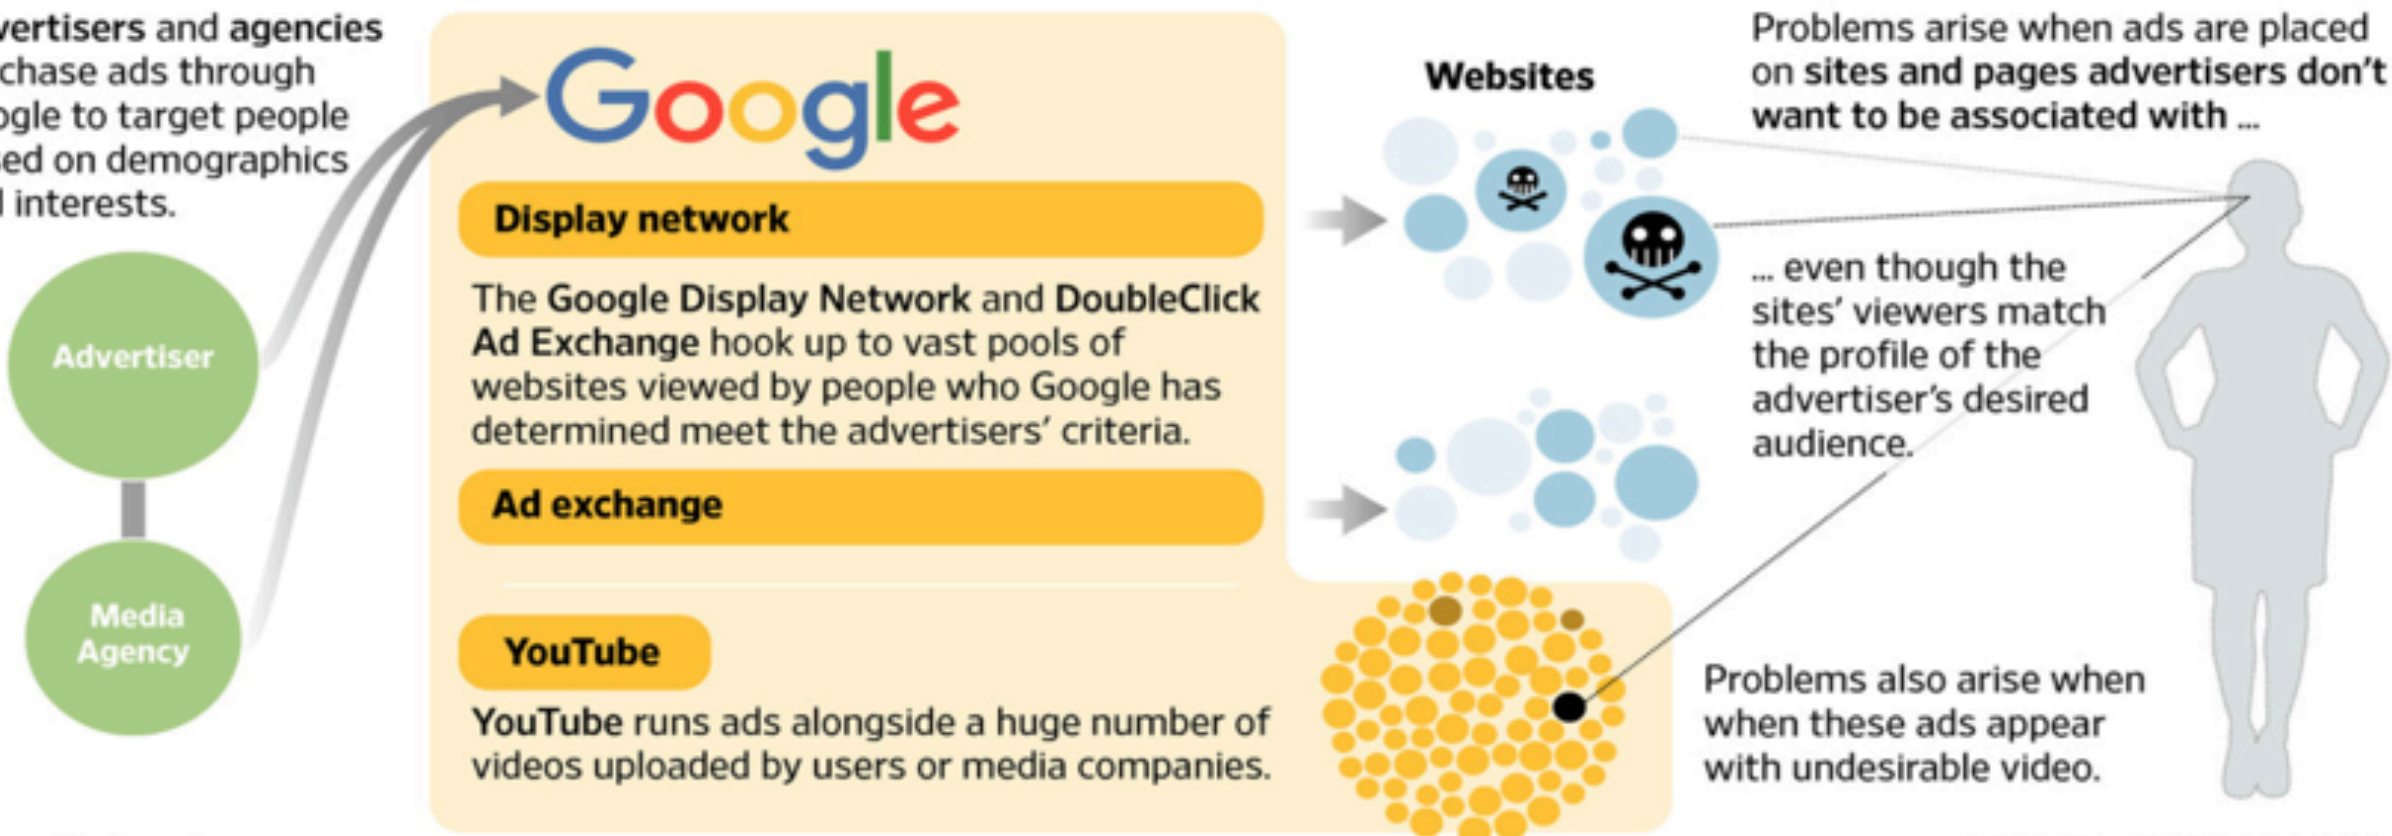 vertisers and agencies
chase ads through
ogle to target people
sed on demographics
interests.
Advertiser
Media
Agency
Google
Display network
The Google Display Network and DoubleClick
Ad Exchange hook up to vast pools of
websites viewed by people who Google has
determined meet the advertisers’ criteria.
Ad exchange
YouTube
YouTube runs ads alongside a huge number of
videos uploaded by users or media companies.
Websites
Problems arise when ads are placed
on sites and pages advertisers don’t
want to be associated with ...
... even though the
sites’ viewers match
the profile of the
advertiser’s desired
audience.
Problems also arise when
when these ads appear
with undesirable video.